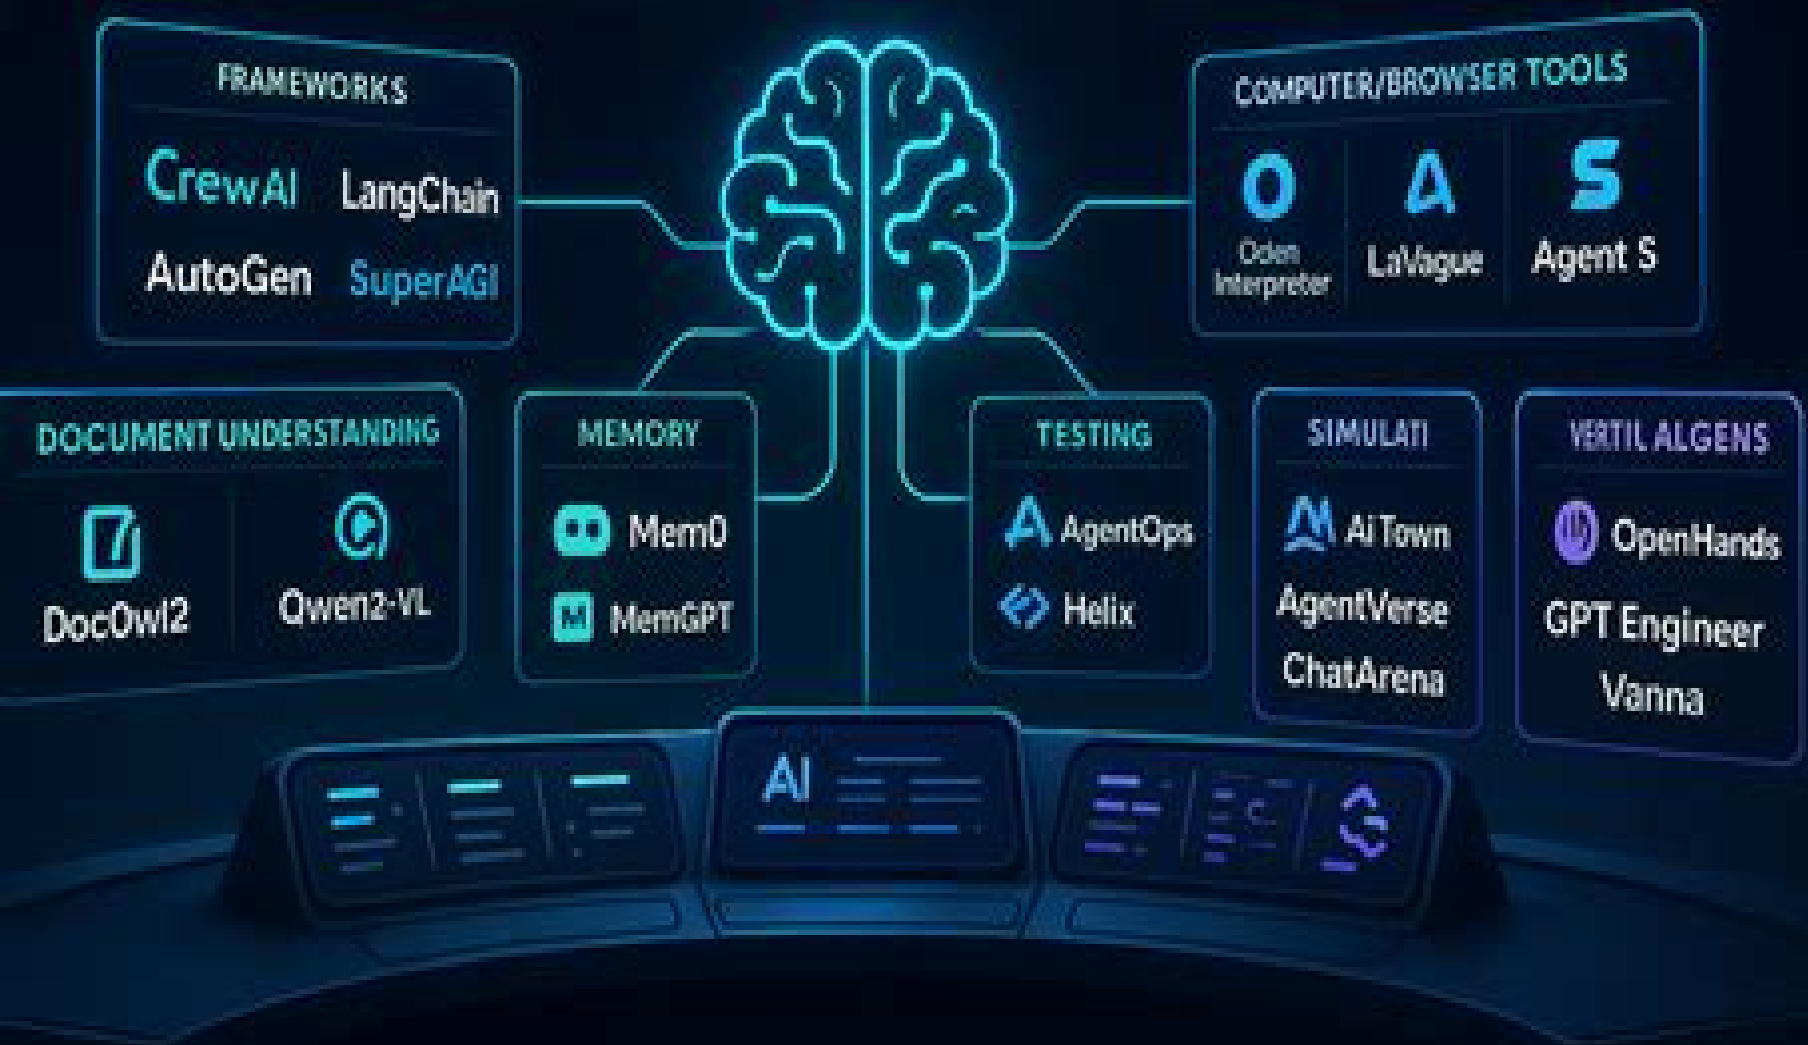 FRAMEWORKS
CrewAI LangChain
AutoGen SuperAGI
COMPUTER/BROWSER TOOLS
Oden
Interpreter
LaVague
Agent S
DOCUMENT UNDERSTANDING
DocOwl2
Qwen2-VL
MEMORY
Mem0
M MemGPT
TESTING
AgentOps
Helix
SIMULATI
Ai Town
AgentVerse
ChatArena
VERTIL ALGENS
OpenHands
GPT Engineer
Vanna
AI